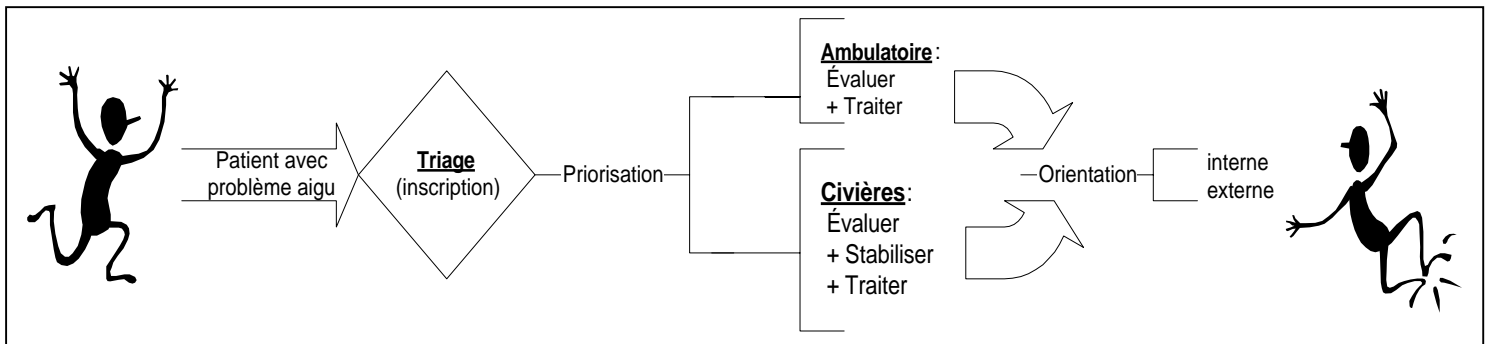 Patient avec
problème aigu
Triage
(inscription)
Priorisation
Ambulatoire :
Évaluer
+ Traiter
Civières :
Évaluer
+ Stabiliser
+ Traiter
Orientation
interne
externe